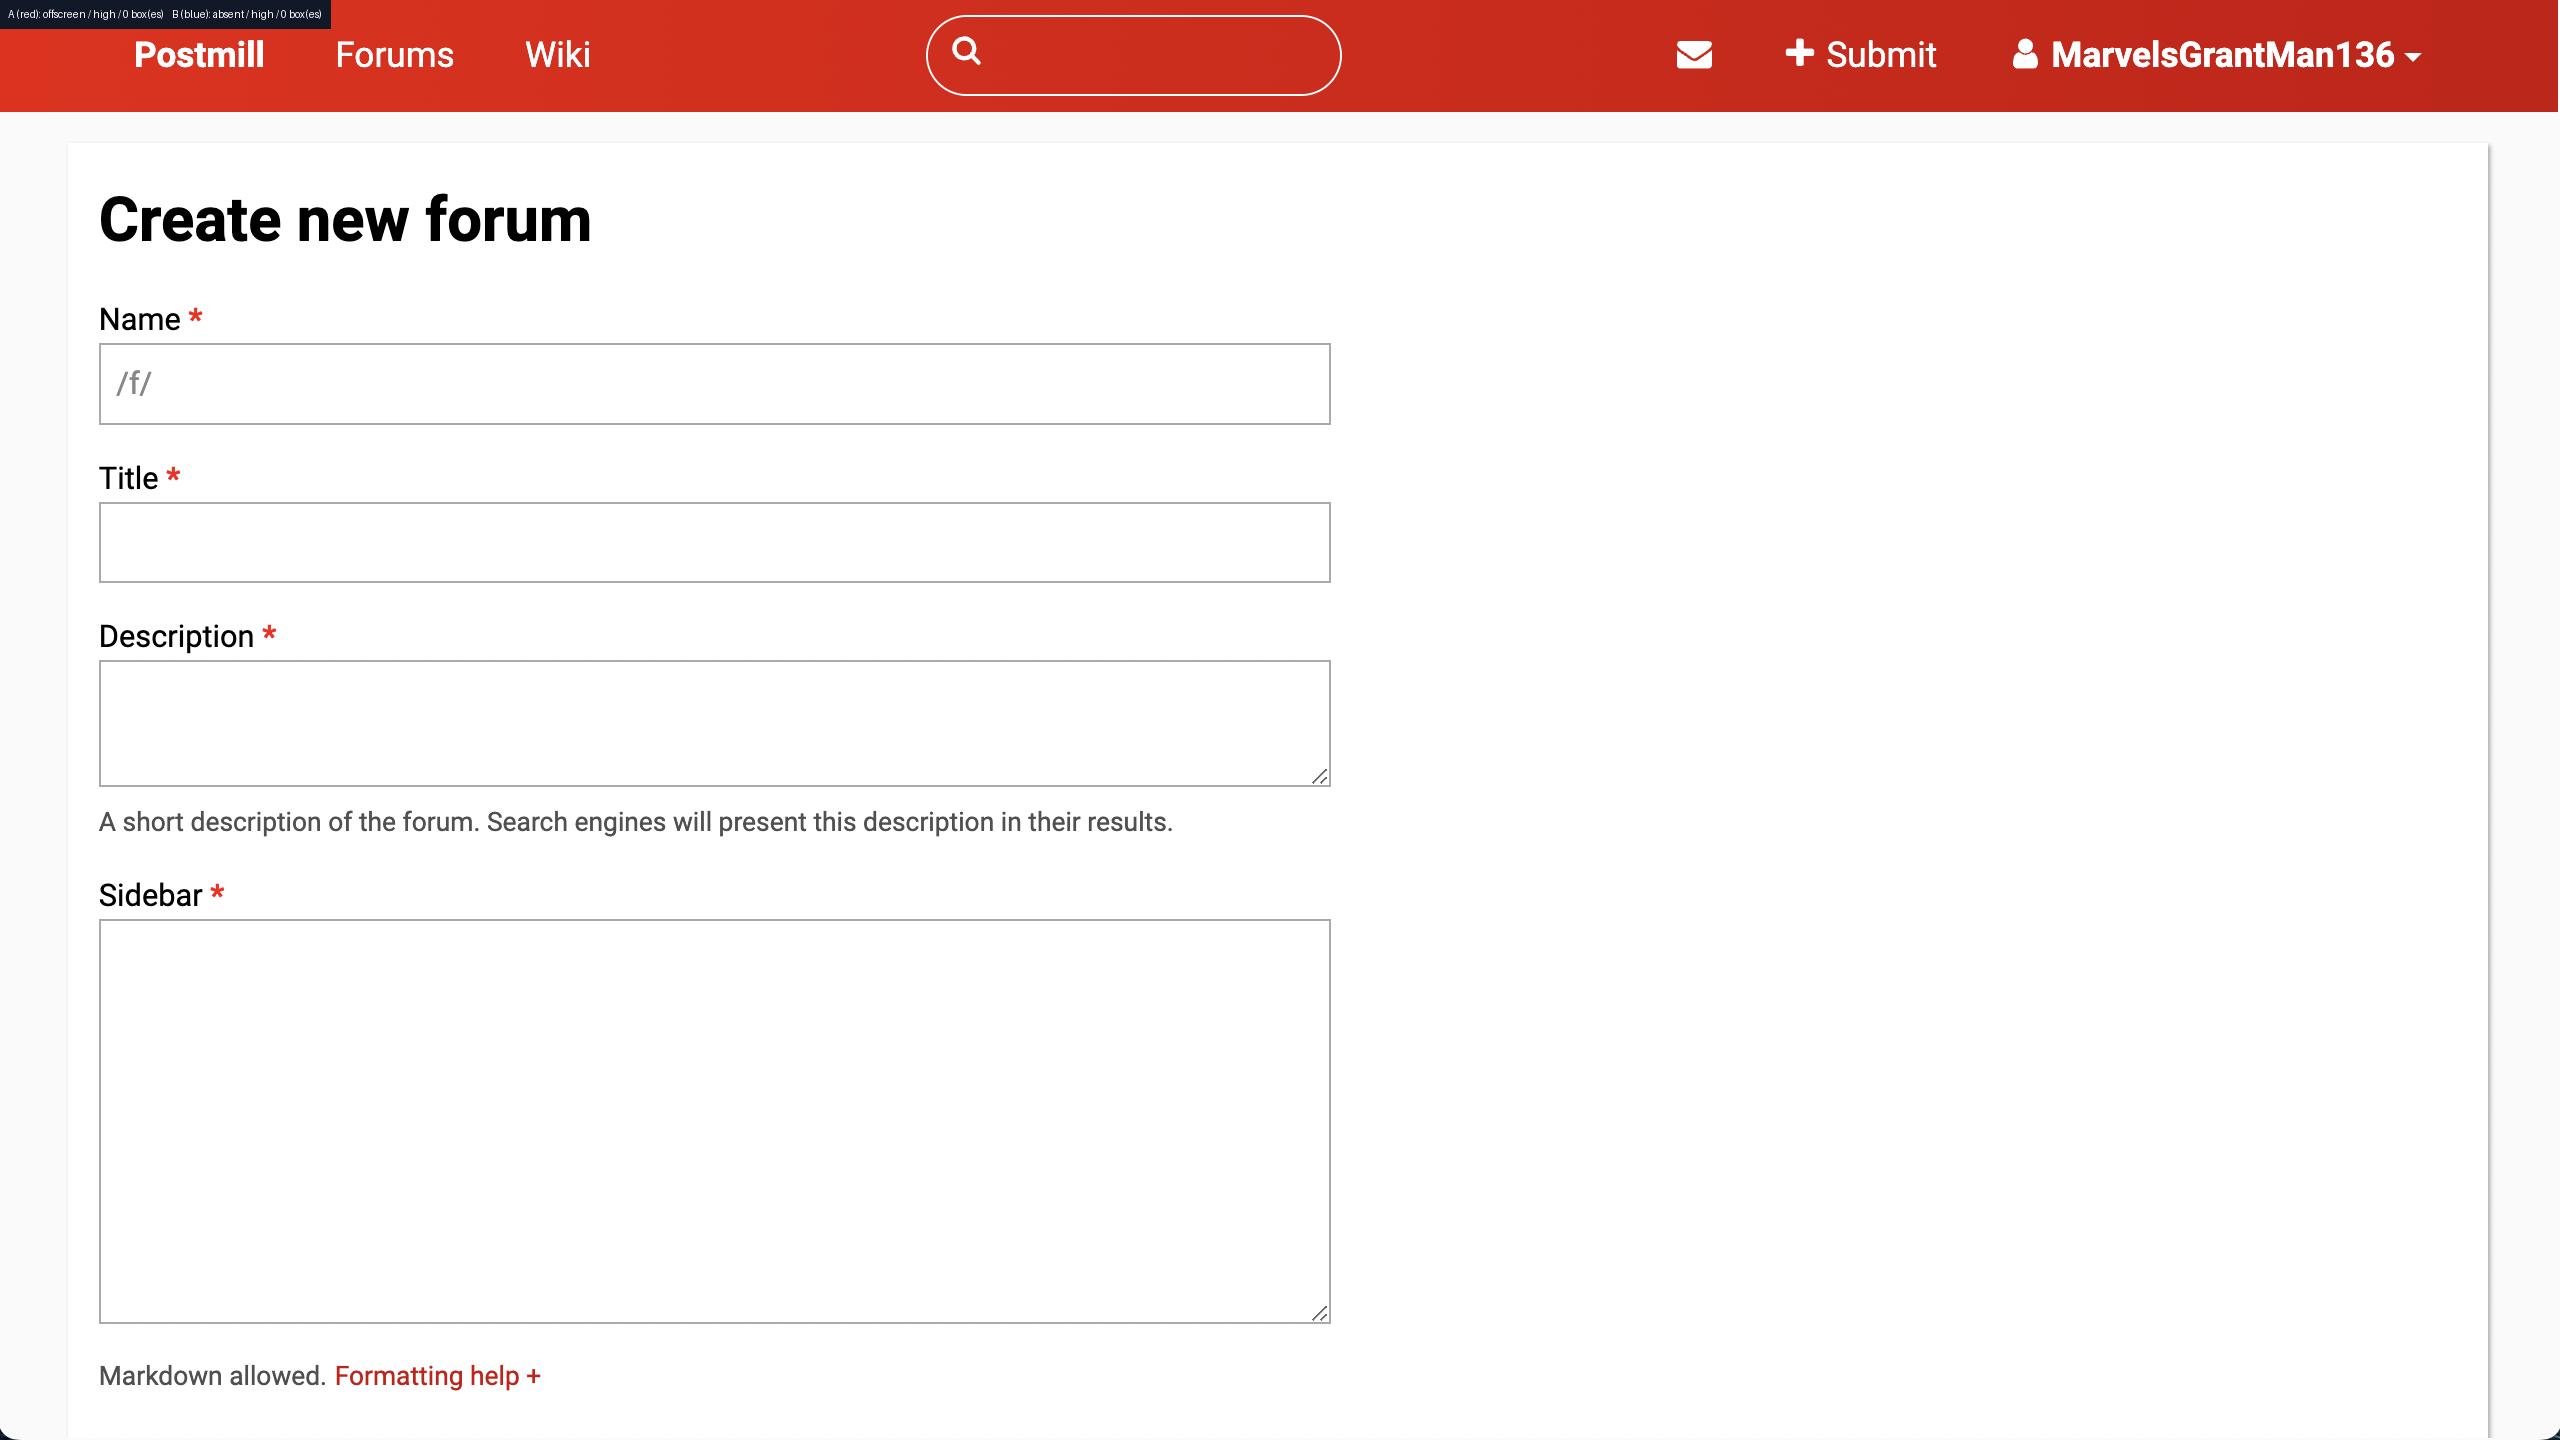 A (red): offscreen / high / 0 box(es) B (blue): absent / high / 0 box(es)
Postmill Forums Wiki Submit MarvelsGrantMan136
Create new forum
Name *
/f/
Title *
Description *
A short description of the forum. Search engines will present this description in their results.
Sidebar *
Markdown allowed. Formatting help +